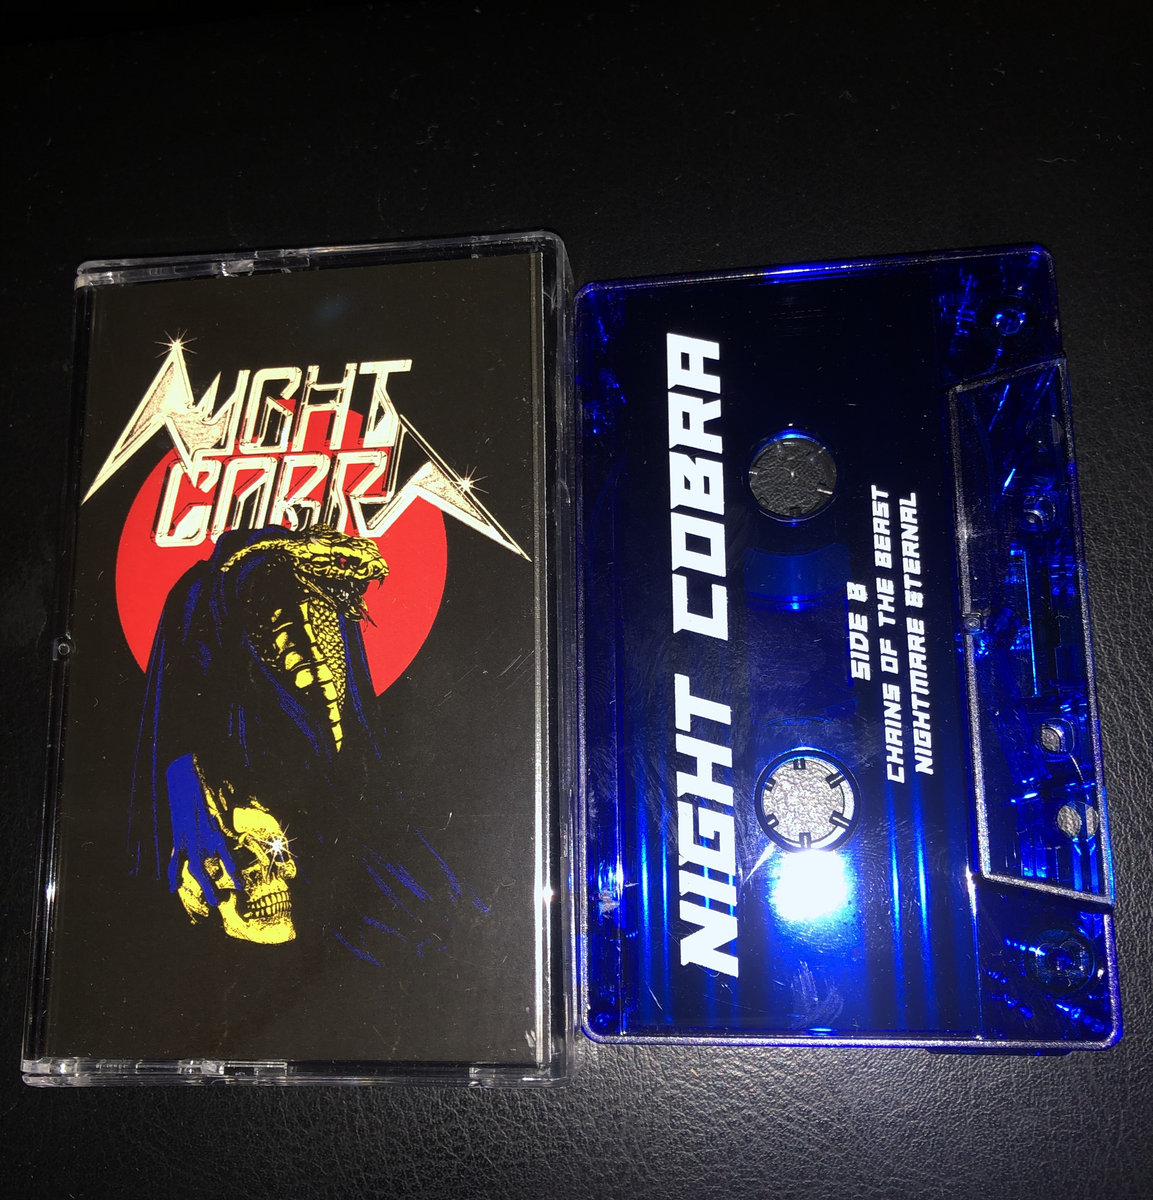 NIGHT
COBRA
NIGHT COBRA
SIDE B
CHAINS OF THE BEAST
NIGHTMARE ETERNAL